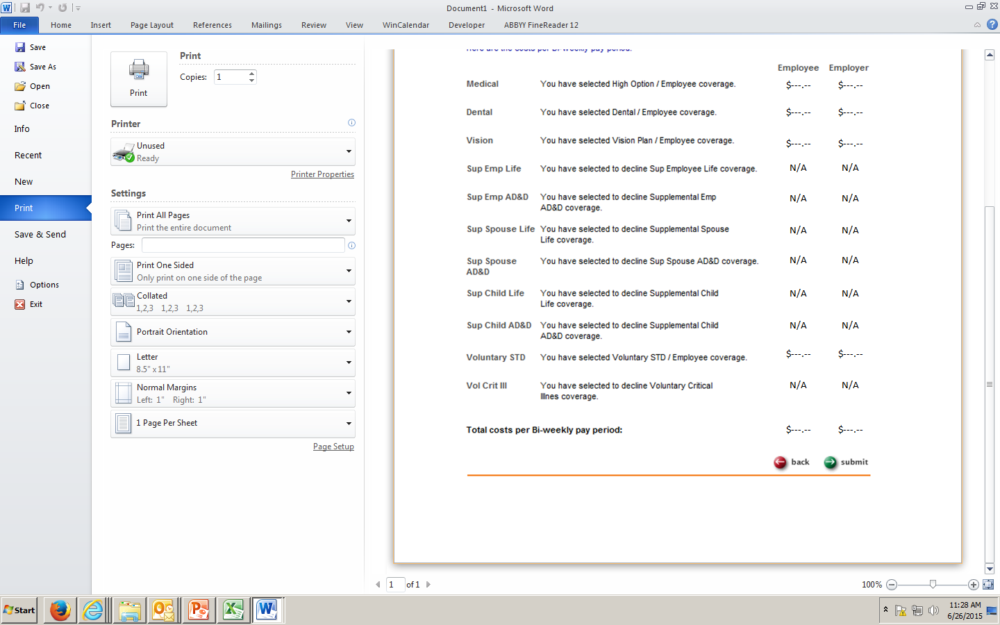 Document1 - Microsoft Word
File Home Insert Page Layout References Mailings Review View WinCalendar Developer ABBYY FineReader 12
Save
Save As
Open
Close
Info
Recent
New
Print
Save & Send
Help
Options
Exit
Print
Print
Copies: 1
Printer
Unused
Ready
Printer Properties
Settings
Print All Pages
Print the entire document
Pages:
Print One Sided
Only print on one side of the page
Collated
1,2,3 1,2,3 1,2,3
Portrait Orientation
Letter
8.5" x 11"
Normal Margins
Left: 1" Right: 1"
1 Page Per Sheet
Page Setup
Here are the costs per Bi-weekly pay period.
Employee Employer
Medical You have selected High Option / Employee coverage. $---.-- $---.--
Dental You have selected Dental / Employee coverage. $---.-- $---.--
Vision You have selected Vision Plan / Employee coverage. $---.-- $---.--
Sup Emp Life You have selected to decline Sup Employee Life coverage. N/A N/A
Sup Emp AD&D You have selected to decline Supplemental Emp N/A N/A
AD&D coverage.
Sup Spouse Life You have selected to decline Supplemental Spouse N/A N/A
Life coverage.
Sup Spouse You have selected to decline Sup Spouse AD&D coverage. N/A N/A
AD&D
Sup Child Life You have selected to decline Supplemental Child N/A N/A
Life coverage.
Sup Child AD&D You have selected to decline Supplemental Child N/A N/A
AD&D coverage.
Voluntary STD You have selected Voluntary STD / Employee coverage. $---.-- $---.--
Vol Crit Ill You have selected to decline Voluntary Critical N/A N/A
Illnes coverage.
Total costs per Bi-weekly pay period: $---.-- $---.--
back submit
1 of 1
100%
Start
11:28 AM
6/26/2015